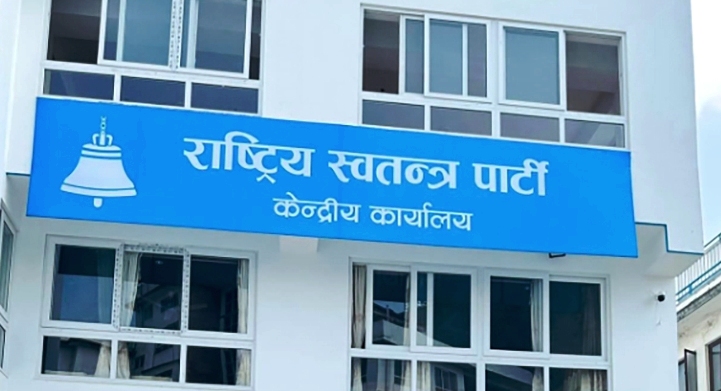 राष्ट्रिय स्वतन्त्र पार्टी
केन्द्रीय कार्यालय